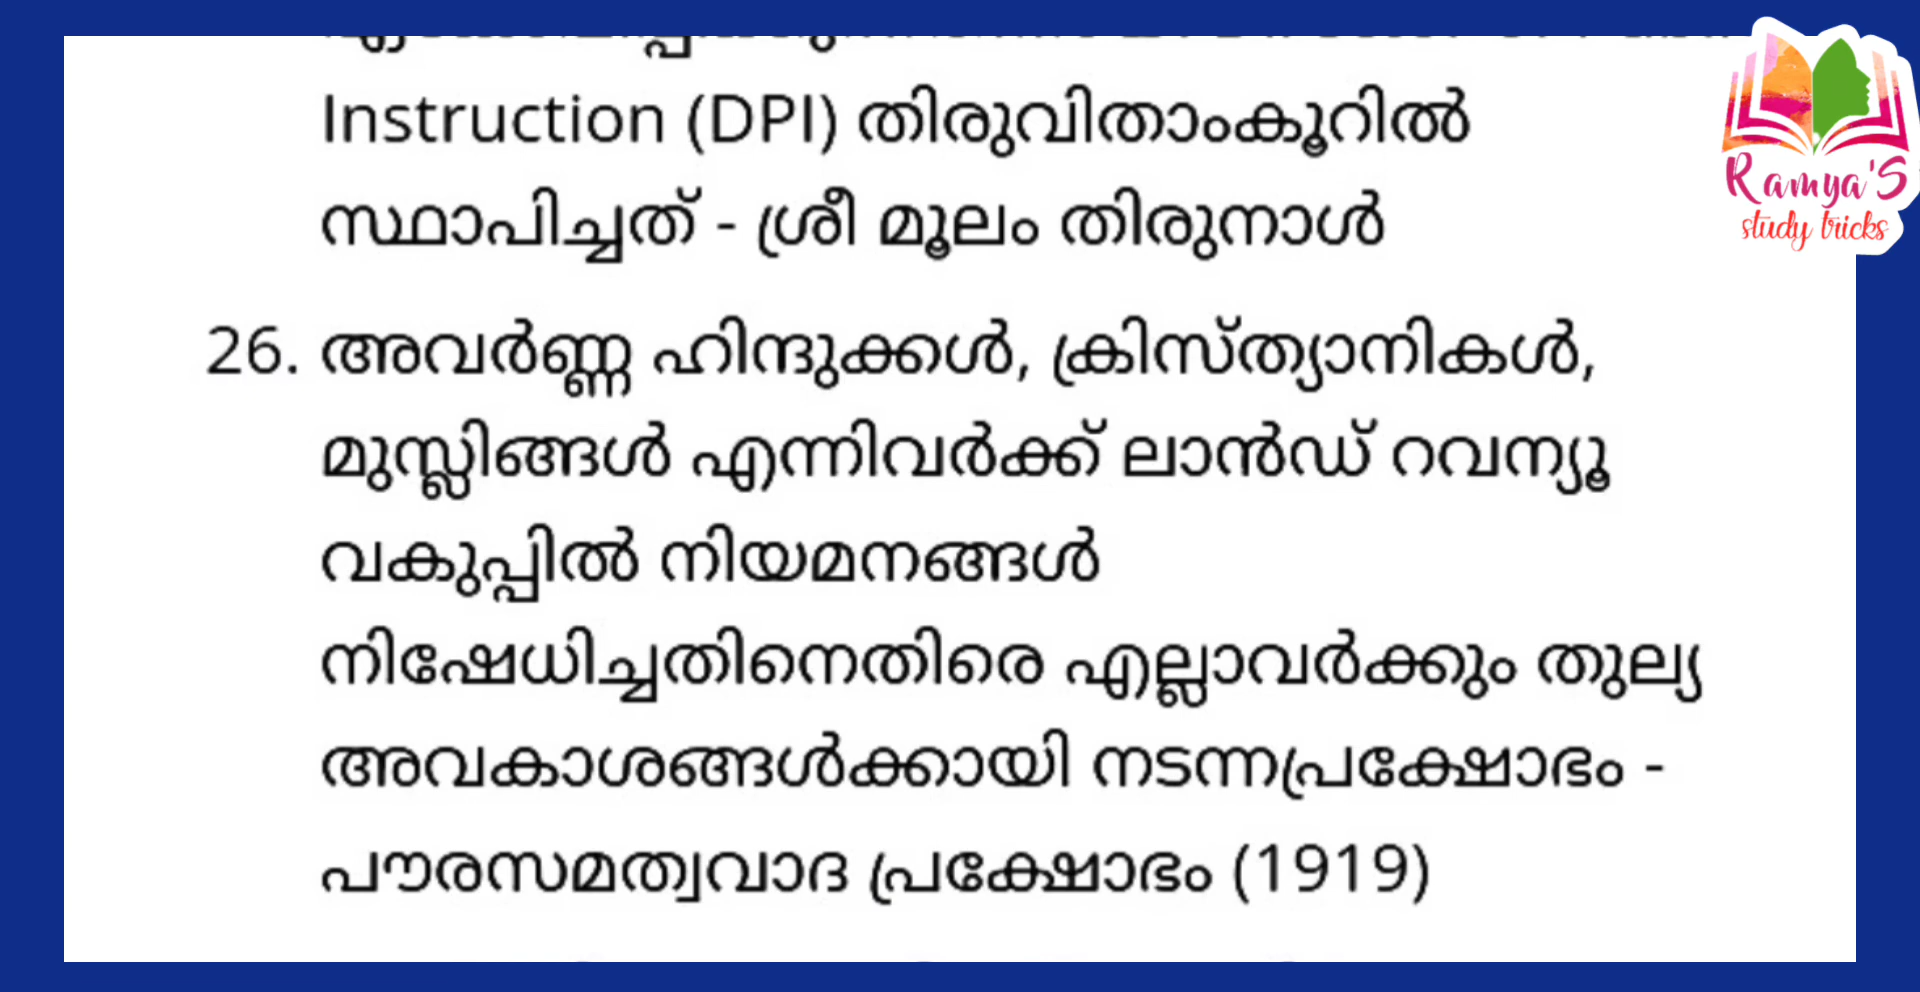 Instruction (DPI) തിരുവിതാംകൂറിൽ
സ്ഥാപിച്ചത് - ശ്രീ മൂലം തിരുനാൾ
26. അവർണ്ണ ഹിന്ദുക്കൾ, ക്രിസ്ത്യാനികൾ,
മുസ്ലിങ്ങൾ എന്നിവർക്ക് ലാൻഡ് റവന്യൂ
വകുപ്പിൽ നിയമനങ്ങൾ
നിഷേധിച്ചതിനെതിരെ എല്ലാവർക്കും തുല്യ
അവകാശങ്ങൾക്കായി നടന്നപ്രക്ഷോഭം -
പൗരസമത്വവാദ പ്രക്ഷോഭം (1919)
Ramya'S
study tricks